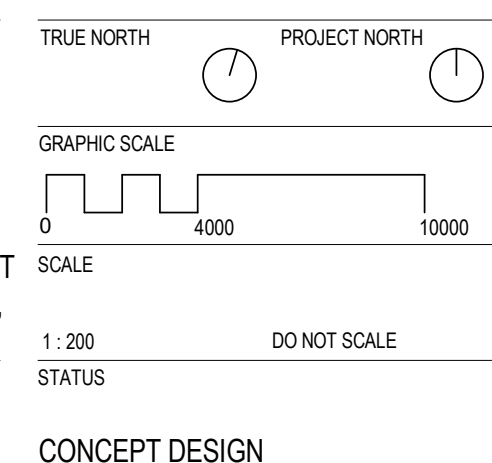 TRUE NORTH PROJECT NORTH
GRAPHIC SCALE
0 4000 10000
T
SCALE
1 : 200 DO NOT SCALE
STATUS
CONCEPT DESIGN